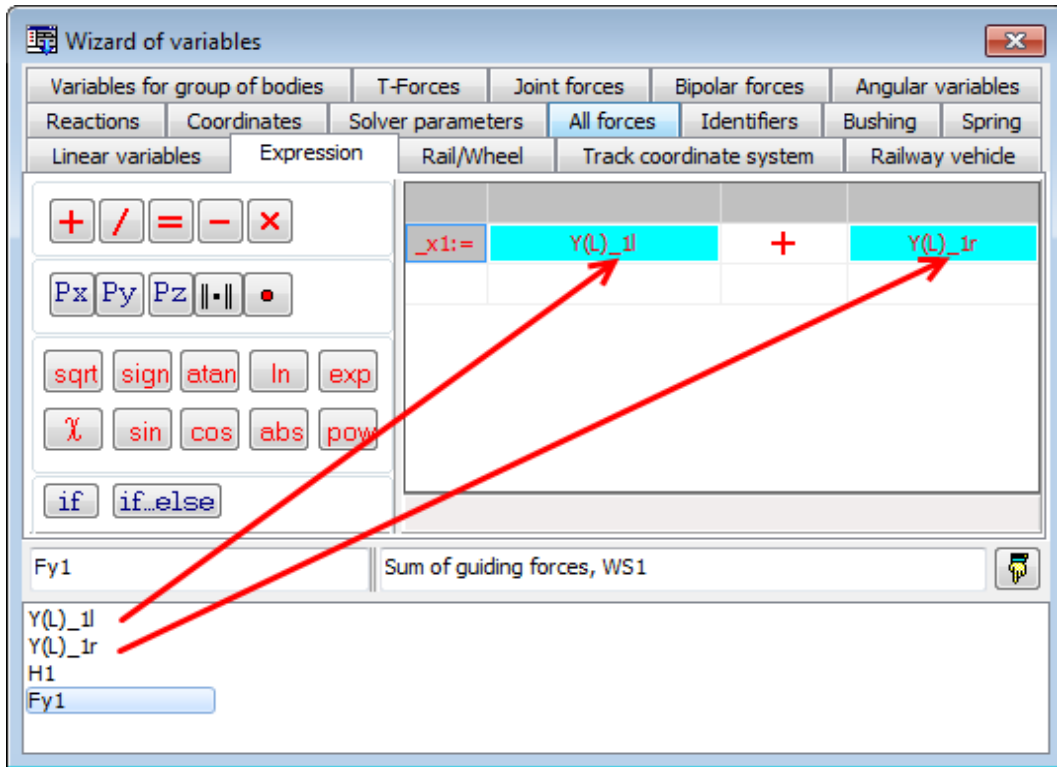 Wizard of variables
Variables for group of bodies T-Forces Joint forces Bipolar forces Angular variables
Reactions Coordinates Solver parameters All forces Identifiers Bushing Spring
Linear variables Expression Rail/Wheel Track coordinate system Railway vehicle
+ / = − ×
_x1:= Y(L)_1l + Y(L)_1r
Px Py Pz ‖▪‖ •
sqrt sign atan ln exp
χ sin cos abs pow
if if…else
Fy1 Sum of guiding forces, WS1
Y(L)_1l
Y(L)_1r
H1
Fy1